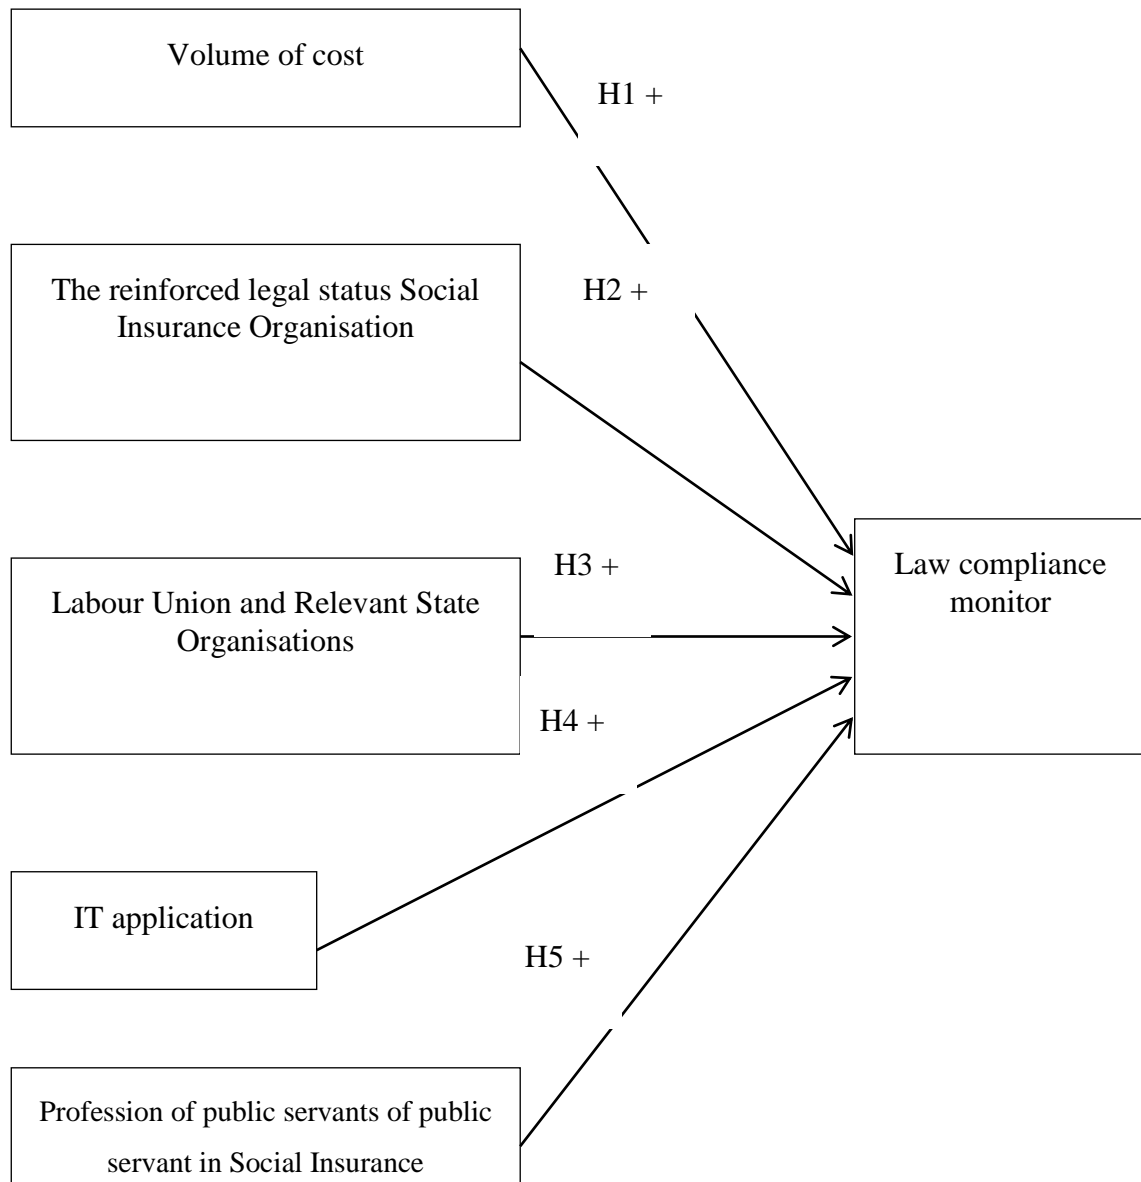 Volume of cost
H1 +
The reinforced legal status Social
Insurance Organisation
H2 +
Labour Union and Relevant State
Organisations
H3 +
Law compliance
monitor
H4 +
IT application
H5 +
Profession of public servants of public
servant in Social Insurance